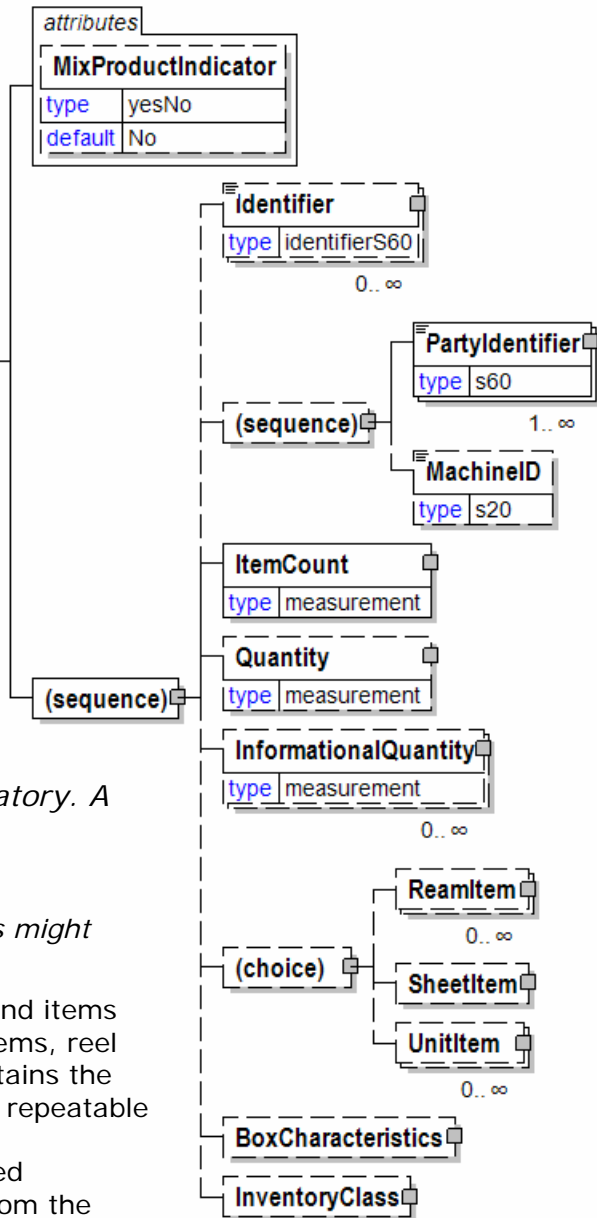 attributes
MixProductIndicator
type yesNo
default No
Identifier
type identifierS60
0.. ∞
(sequence)
PartyIdentifier
type s60
1.. ∞
MachineID
type s20
ItemCount
type measurement
Quantity
type measurement
(sequence)
InformationalQuantity
type measurement
0.. ∞
atory. A
ReamItem
0.. ∞
s might
(choice)
SheetItem
nd items
ems, reel
UnitItem
tains the
0.. ∞
repeatable
BoxCharacteristics
ed
om the
InventoryClass